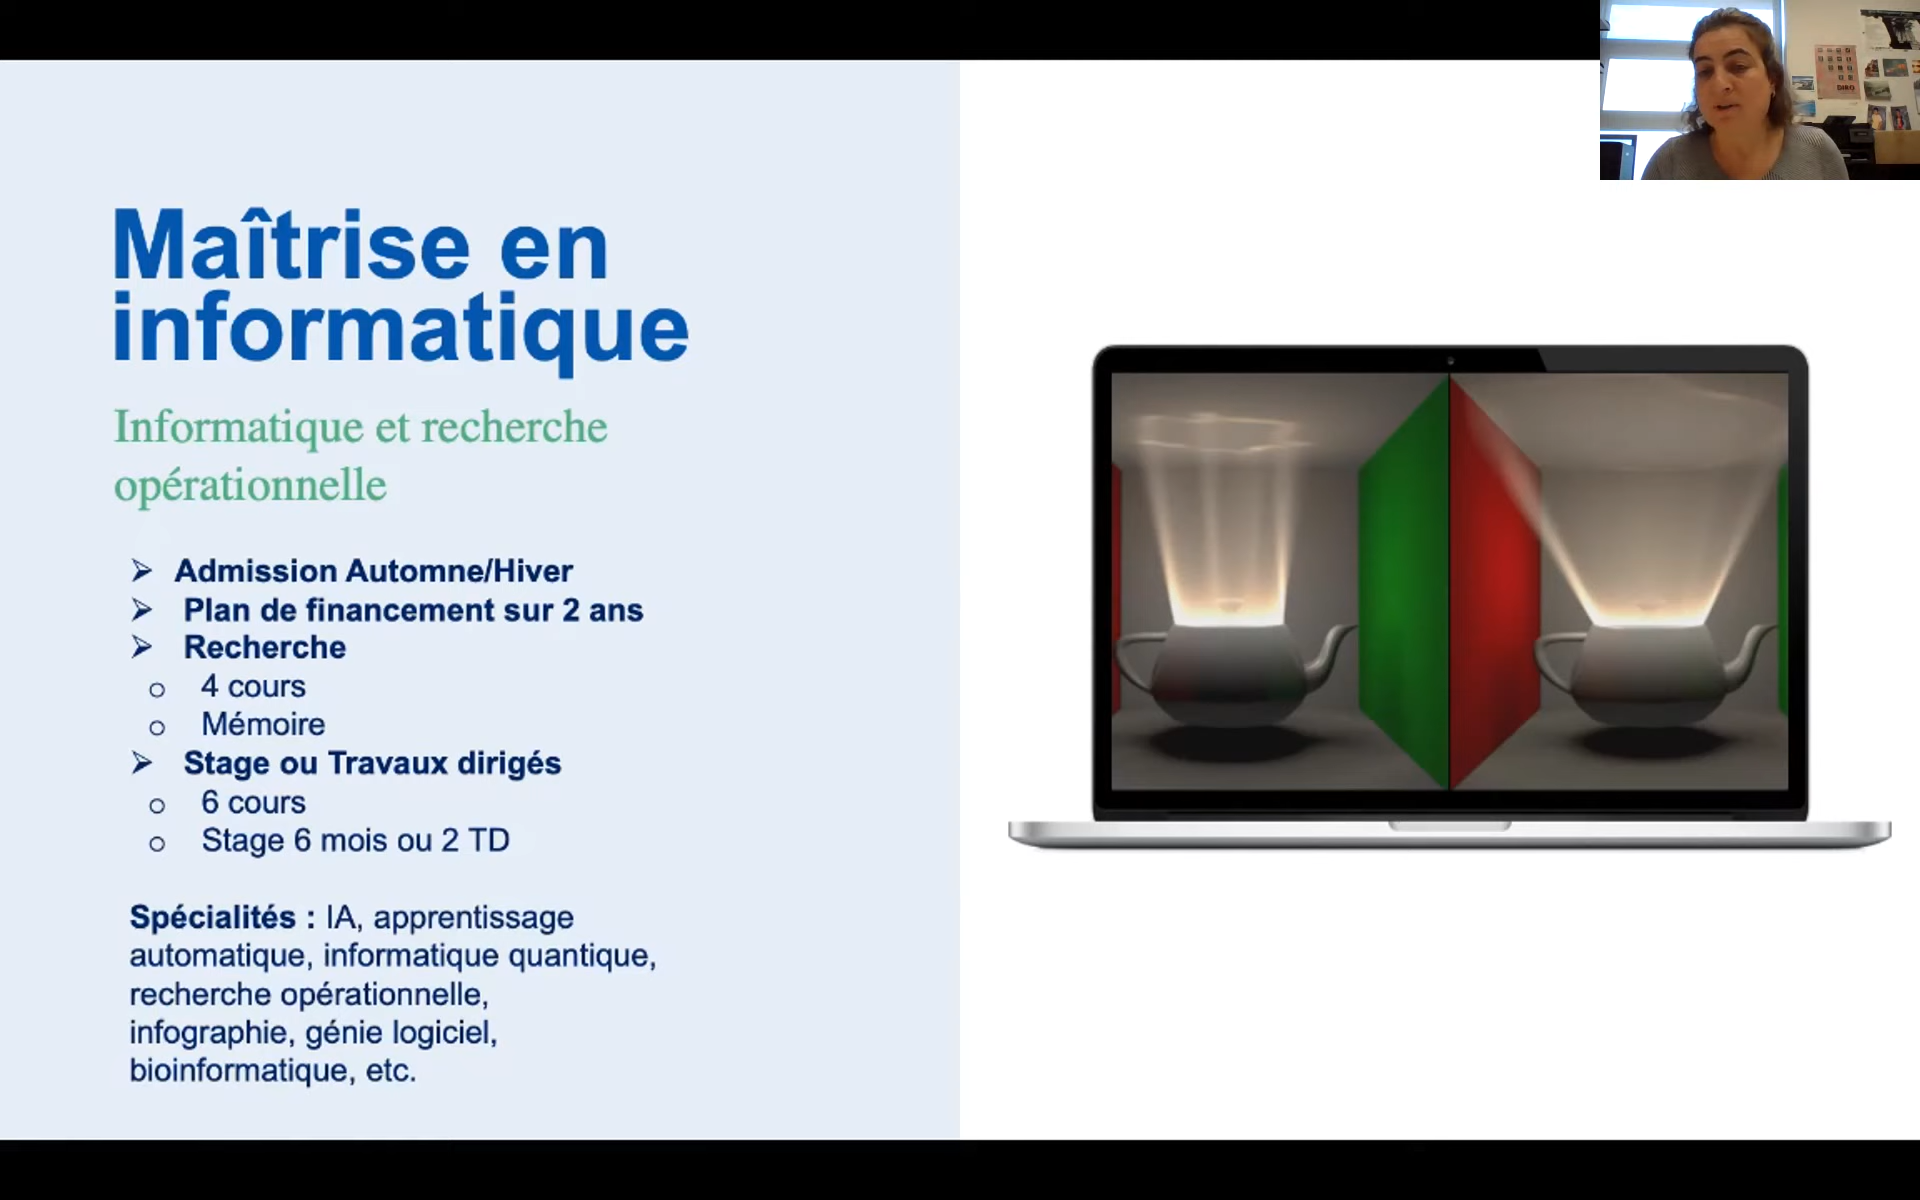 Maîtrise en
informatique
Informatique et recherche
opérationnelle
➢ Admission Automne/Hiver
➢ Plan de financement sur 2 ans
➢ Recherche
o 4 cours
o Mémoire
➢ Stage ou Travaux dirigés
o 6 cours
o Stage 6 mois ou 2 TD
Spécialités : IA, apprentissage
automatique, informatique quantique,
recherche opérationnelle,
infographie, génie logiciel,
bioinformatique, etc.
DIRO